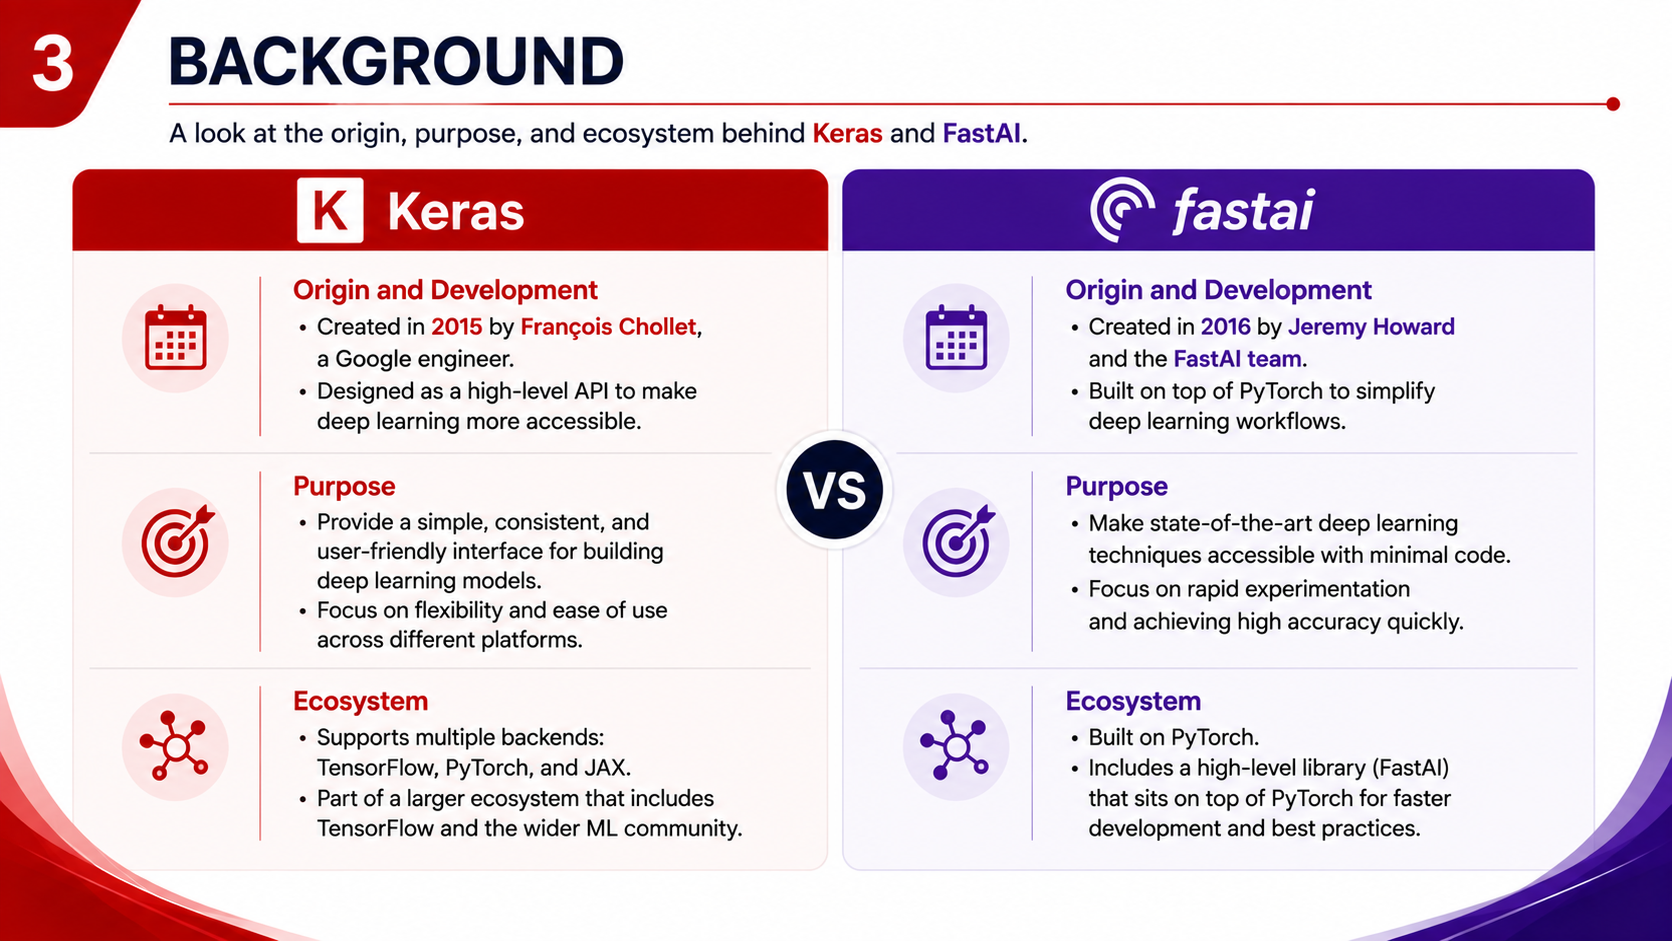 3
BACKGROUND
A look at the origin, purpose, and ecosystem behind Keras and FastAI.
K Keras
Origin and Development
• Created in 2015 by François Chollet,
a Google engineer.
• Designed as a high-level API to make
deep learning more accessible.
Purpose
• Provide a simple, consistent, and
user-friendly interface for building
deep learning models.
• Focus on flexibility and ease of use
across different platforms.
Ecosystem
• Supports multiple backends:
TensorFlow, PyTorch, and JAX.
• Part of a larger ecosystem that includes
TensorFlow and the wider ML community.
VS
fastai
Origin and Development
• Created in 2016 by Jeremy Howard
and the FastAI team.
• Built on top of PyTorch to simplify
deep learning workflows.
Purpose
• Make state-of-the-art deep learning
techniques accessible with minimal code.
• Focus on rapid experimentation
and achieving high accuracy quickly.
Ecosystem
• Built on PyTorch.
• Includes a high-level library (FastAI)
that sits on top of PyTorch for faster
development and best practices.